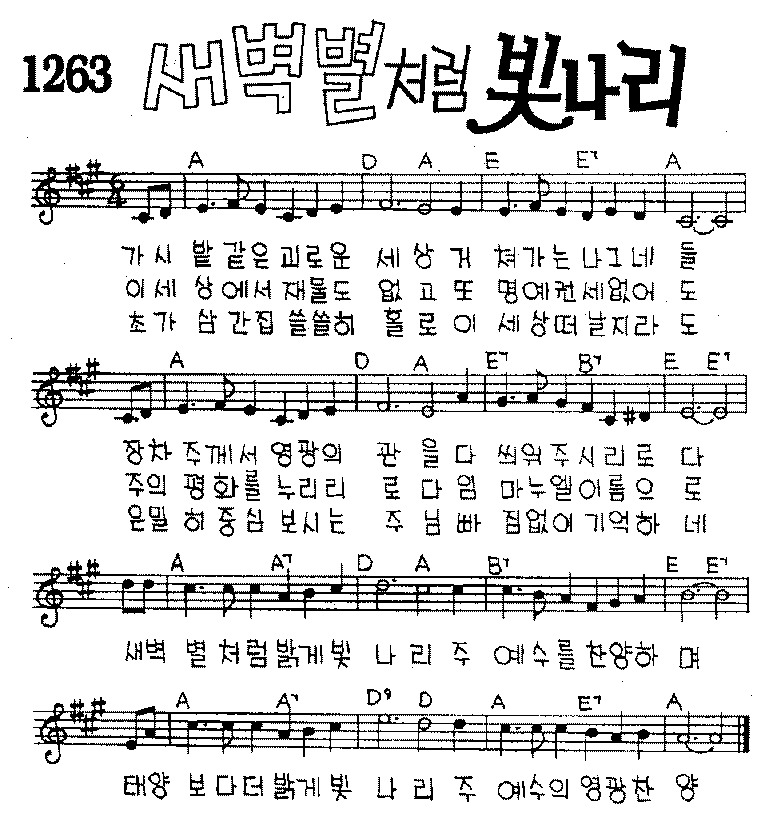 1263 새벽별처럼 빛나리
A D A E E7 A
6/4
가시 밭 같은 괴로운 세 상 거 쳐가는나그네 들
이세 상에서재물도 없 고 또 명예권세없어 도
초가 삼 간집 쓸쓸히 홀 로 이 세상떠날지라 도
A D A E7 B7 E E7
장차 주께서 영광의 관 을다 씌워주시리로 다
주의 평화를누리리 로 다 임 마누엘이름으 로
은밀 히중심 보시는 주 님 빠 짐없이기억하 네
A A7 D A B7 E E7
새벽 별처럼밝게빛 나 리 주 예수를찬양하 며
A A7 D9 D A E7 A
태양 보다더밝게빛 나 리 주 예수의영광찬 양